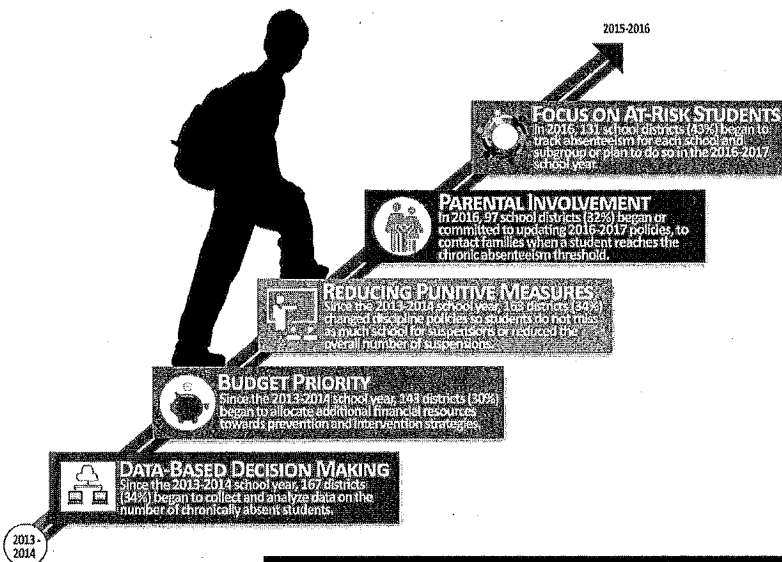 2015-2016
FOCUS ON AT-RISK STUDENTS
In 2016, 131 school districts (43%) began to
track absenteeism for each school and
subgroup or plan to do so in the 2016-2017
school year.
PARENTAL INVOLVEMENT
In 2016, 97 school districts (32%) began or
committed to updating 2016-2017 policies, to
contact families when a student reaches the
chronic absenteeism threshold.
REDUCING PUNITIVE MEASURES
Since the 2013-2014 school year, districts (34%)
changed discipline policies so students do not miss
as much school for suspensions or reduced the
overall number of suspensions.
BUDGET PRIORITY
Since the 2013-2014 school year, 143 districts (30%)
began to allocate additional financial resources
towards prevention and intervention strategies.
DATA-BASED DECISION MAKING
Since the 2013-2014 school year, 167 districts
(34%) began to collect and analyze data on the
number of chronically absent students.
2013-
2014